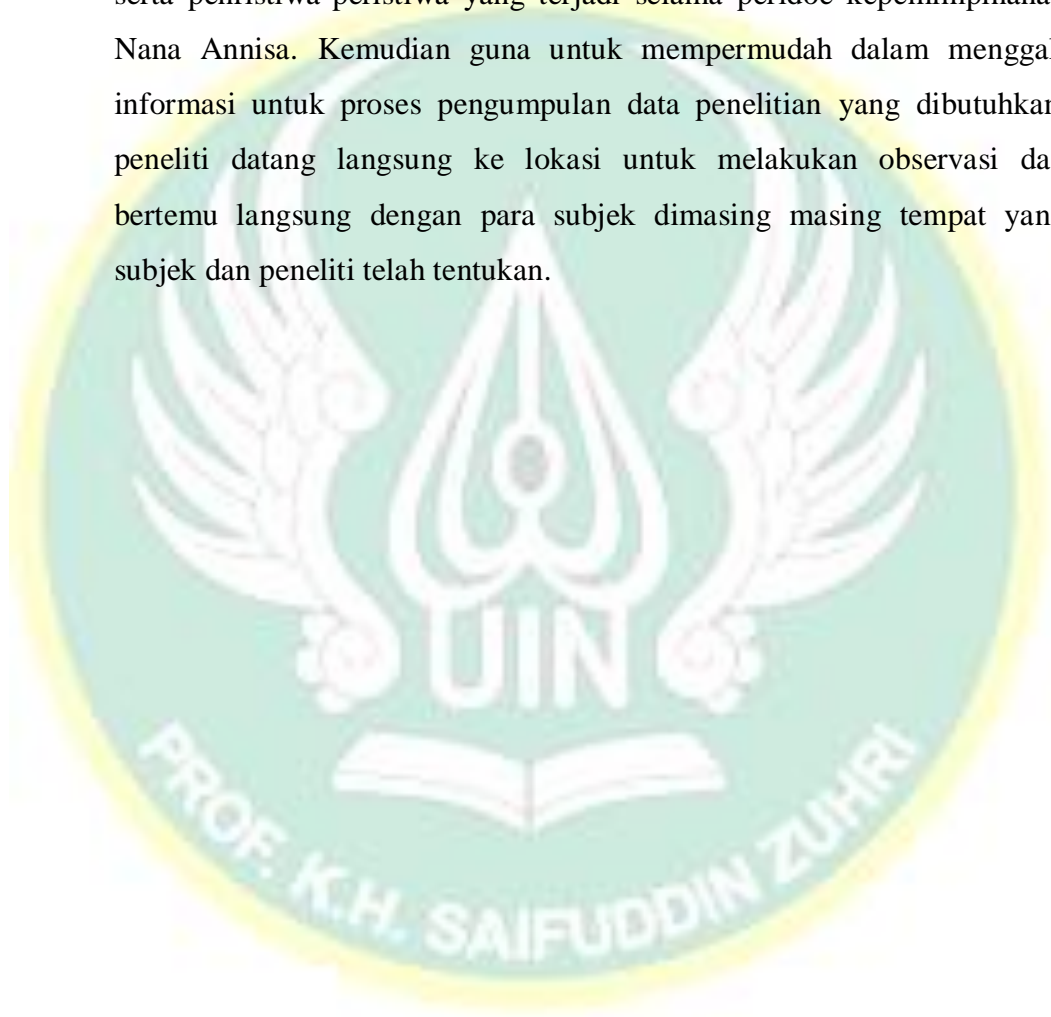 Nana Annisa. Kemudian guna untuk mempermudah dalam menggal
informasi untuk proses pengumpulan data penelitian yang dibutuhkan
peneliti datang langsung ke lokasi untuk melakukan observasi da
bertemu langsung dengan para subjek dimasing masing tempat yan
subjek dan peneliti telah tentukan.
UIN
PROF. K.H. SAIFUDDIN ZUHRI